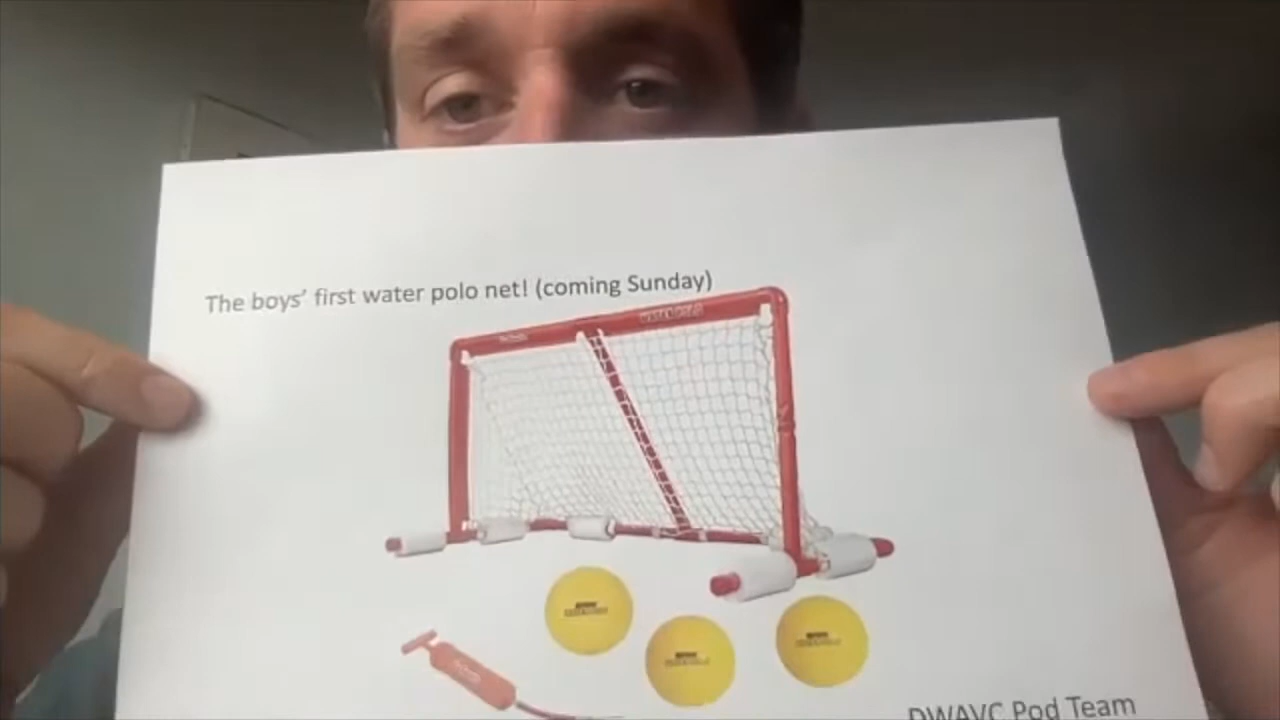 The boys' first water polo net! (coming Sunday)
DWAVC Pod Team